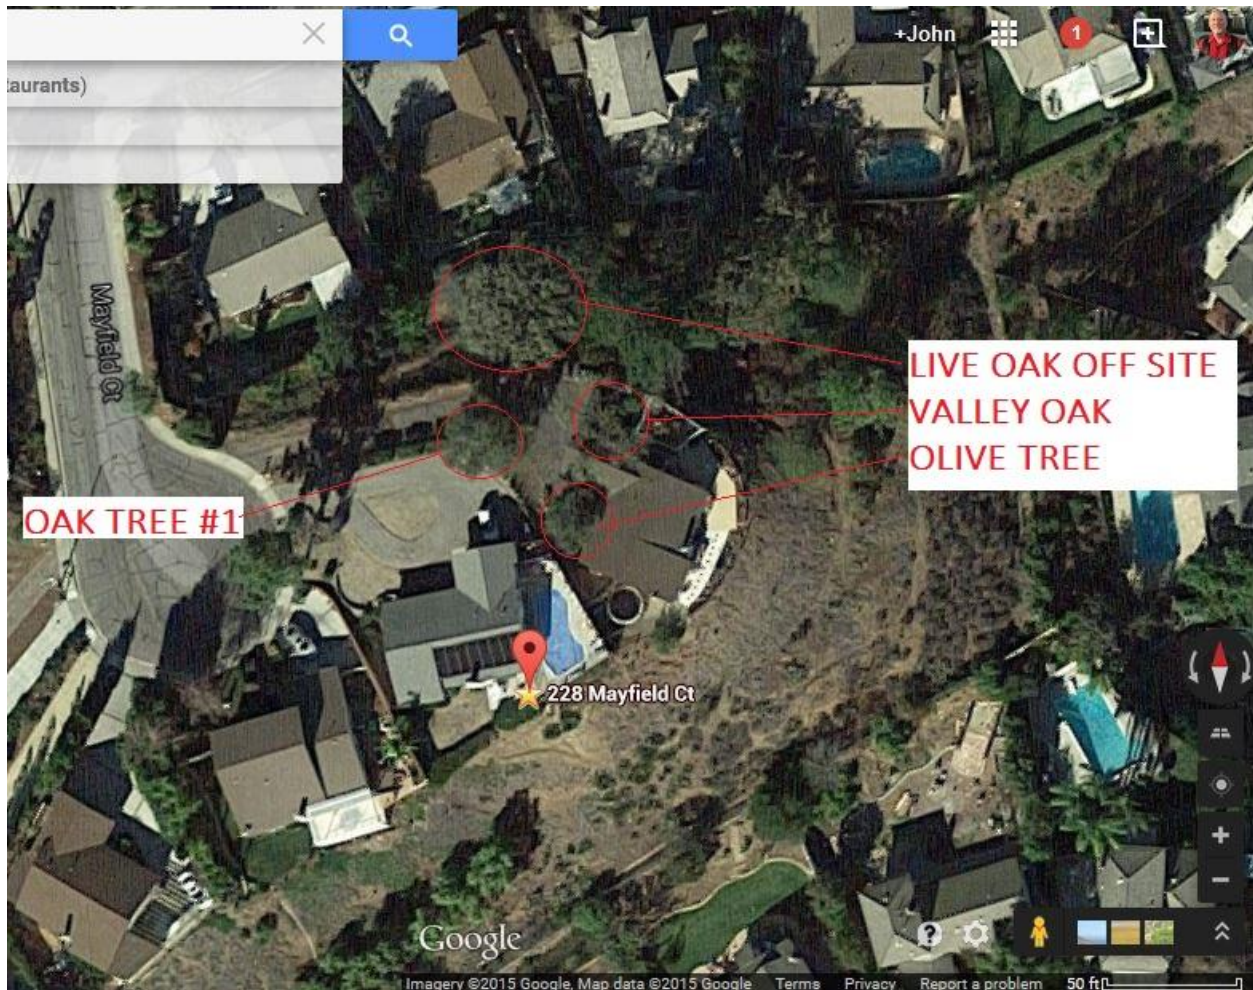 +John
1
taurants)
Mayfield Ct
LIVE OAK OFF SITE
VALLEY OAK
OLIVE TREE
OAK TREE #1
228 Mayfield Ct
Google
Imagery ©2015 Google, Map data ©2015 Google Terms Privacy Report a problem 50 ft